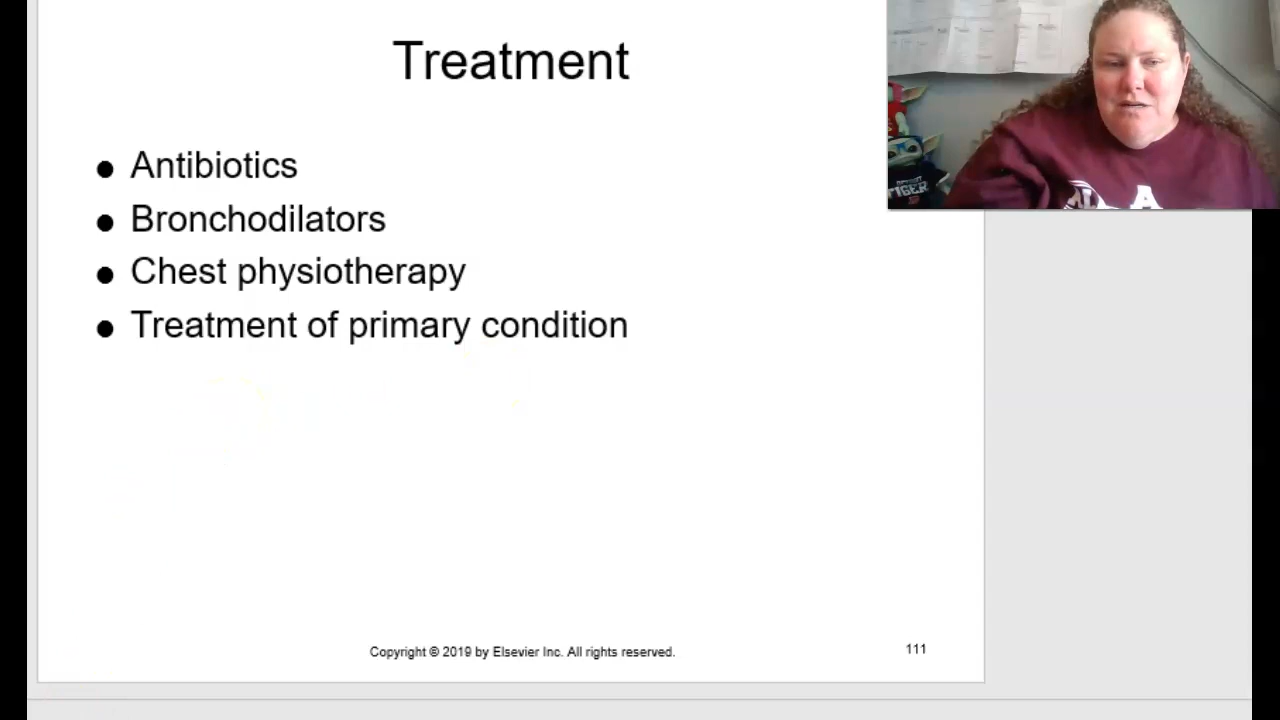 Treatment
Antibiotics
Bronchodilators
Chest physiotherapy
Treatment of primary condition
Copyright © 2019 by Elsevier Inc. All rights reserved.
111
DETROIT
TIGER
A